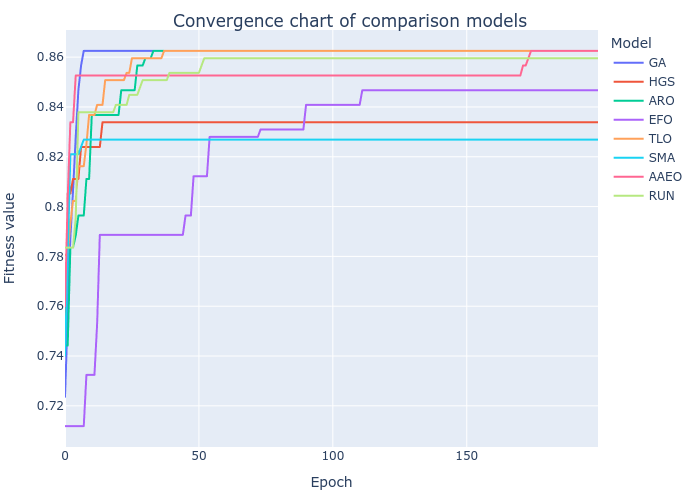 Convergence chart of comparison models
Fitness value
0.86
0.84
0.82
0.8
0.78
0.76
0.74
0.72
0
50
100
150
Epoch
Model
GA
HGS
ARO
EFO
TLO
SMA
AAEO
RUN